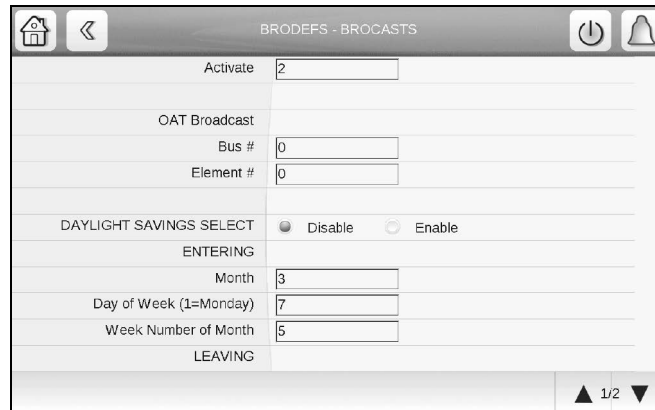 BRODEFS - BROCASTS
Activate 2
OAT Broadcast
Bus # 0
Element # 0
DAYLIGHT SAVINGS SELECT Disable Enable
ENTERING
Month 3
Day of Week (1=Monday) 7
Week Number of Month 5
LEAVING
1/2